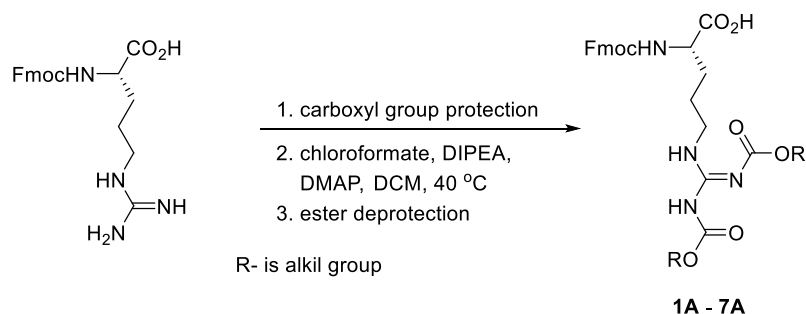 CO2H
FmocHN
HN
NH
H2N
1. carboxyl group protection
2. chloroformate, DIPEA,
DMAP, DCM, 40 °C
3. ester deprotection
R- is alkil group
CO2H
FmocHN
O
HN
OR
N
HN
O
RO
1A - 7A